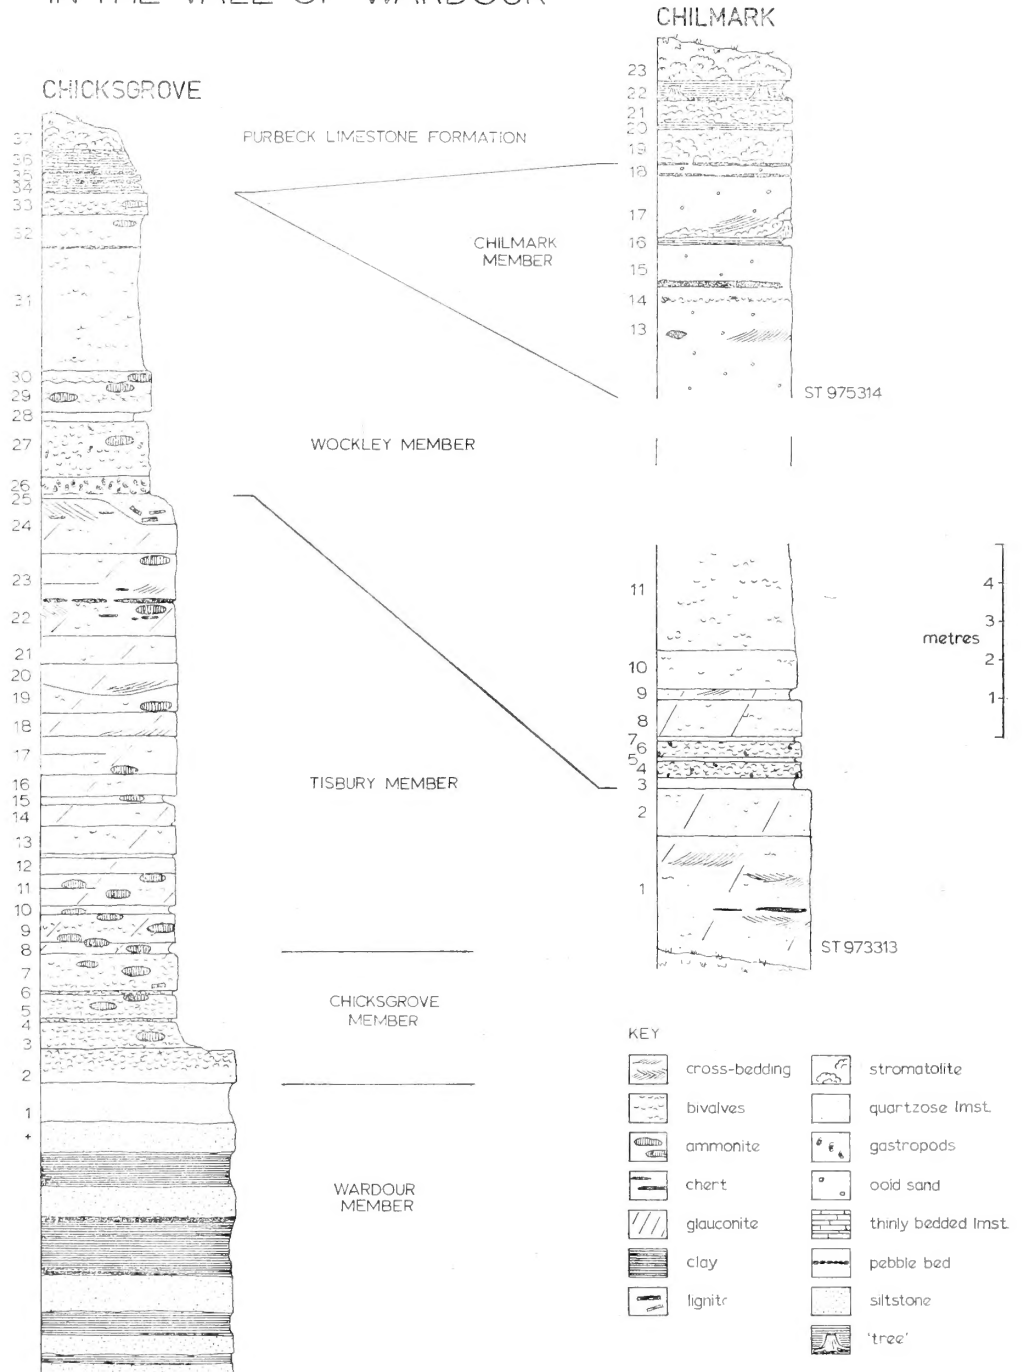 IN THE VALE OF WARDOUR
CHICKSGROVE
37
36
35
34
33
32
31
30
29
28
27
26
25
24
23
22
21
20
19
18
17
16
15
14
13
12
11
10
9
8
7
6
5
4
3
2
1
+
PURBECK LIMESTONE FORMATION
CHILMARK
MEMBER
WOCKLEY MEMBER
TISBURY MEMBER
CHICKSGROVE
MEMBER
WARDOUR
MEMBER
CHILMARK
23
22
21
20
19
18
17
16
15
14
13
ST 975314
11
10
9
8
7
6
5
4
3
2
1
ST 973313
metres
4
3
2
1
KEY
cross-bedding
bivalves
ammonite
chert
glauconite
clay
lignite
stromatolite
quartzose lmst.
gastropods
ooid sand
thinly bedded lmst.
pebble bed
siltstone
'tree'